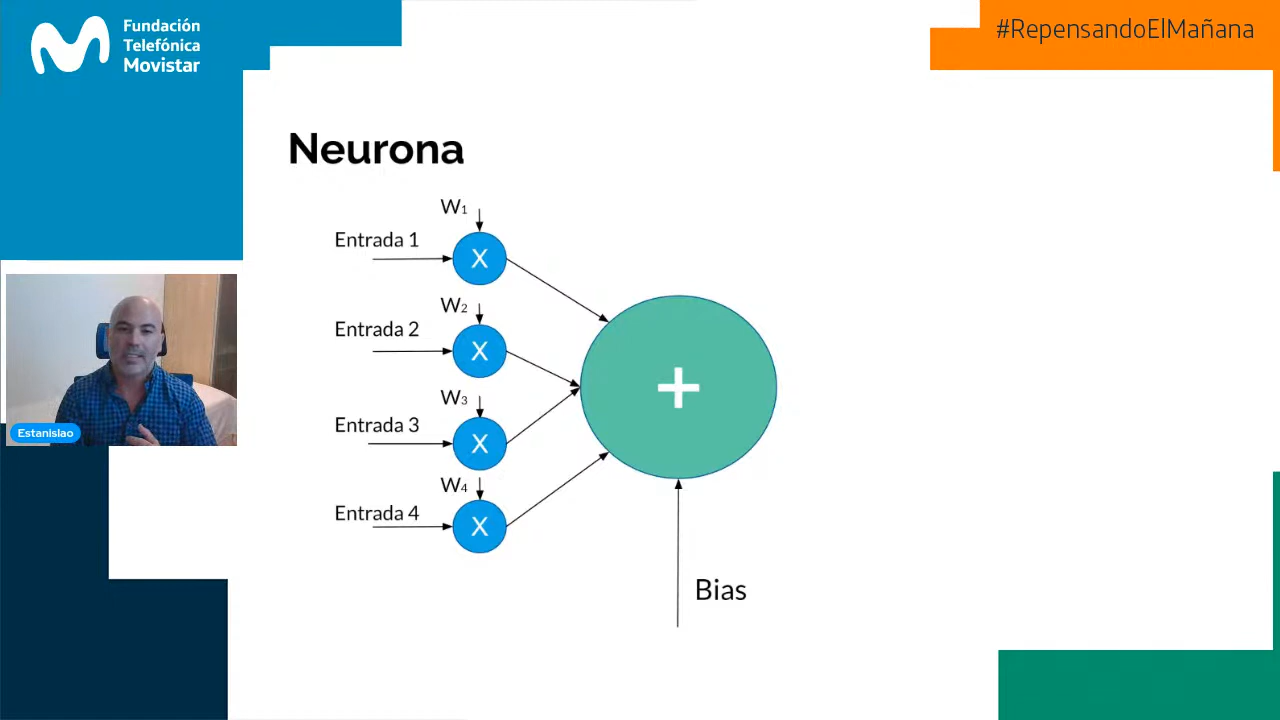 Fundación
Telefónica
Movistar
#RepensandoElMañana
Neurona
W1
Entrada 1
X
W2
Entrada 2
X
W3
Entrada 3
X
W4
Entrada 4
X
+
Bias
Estanislao